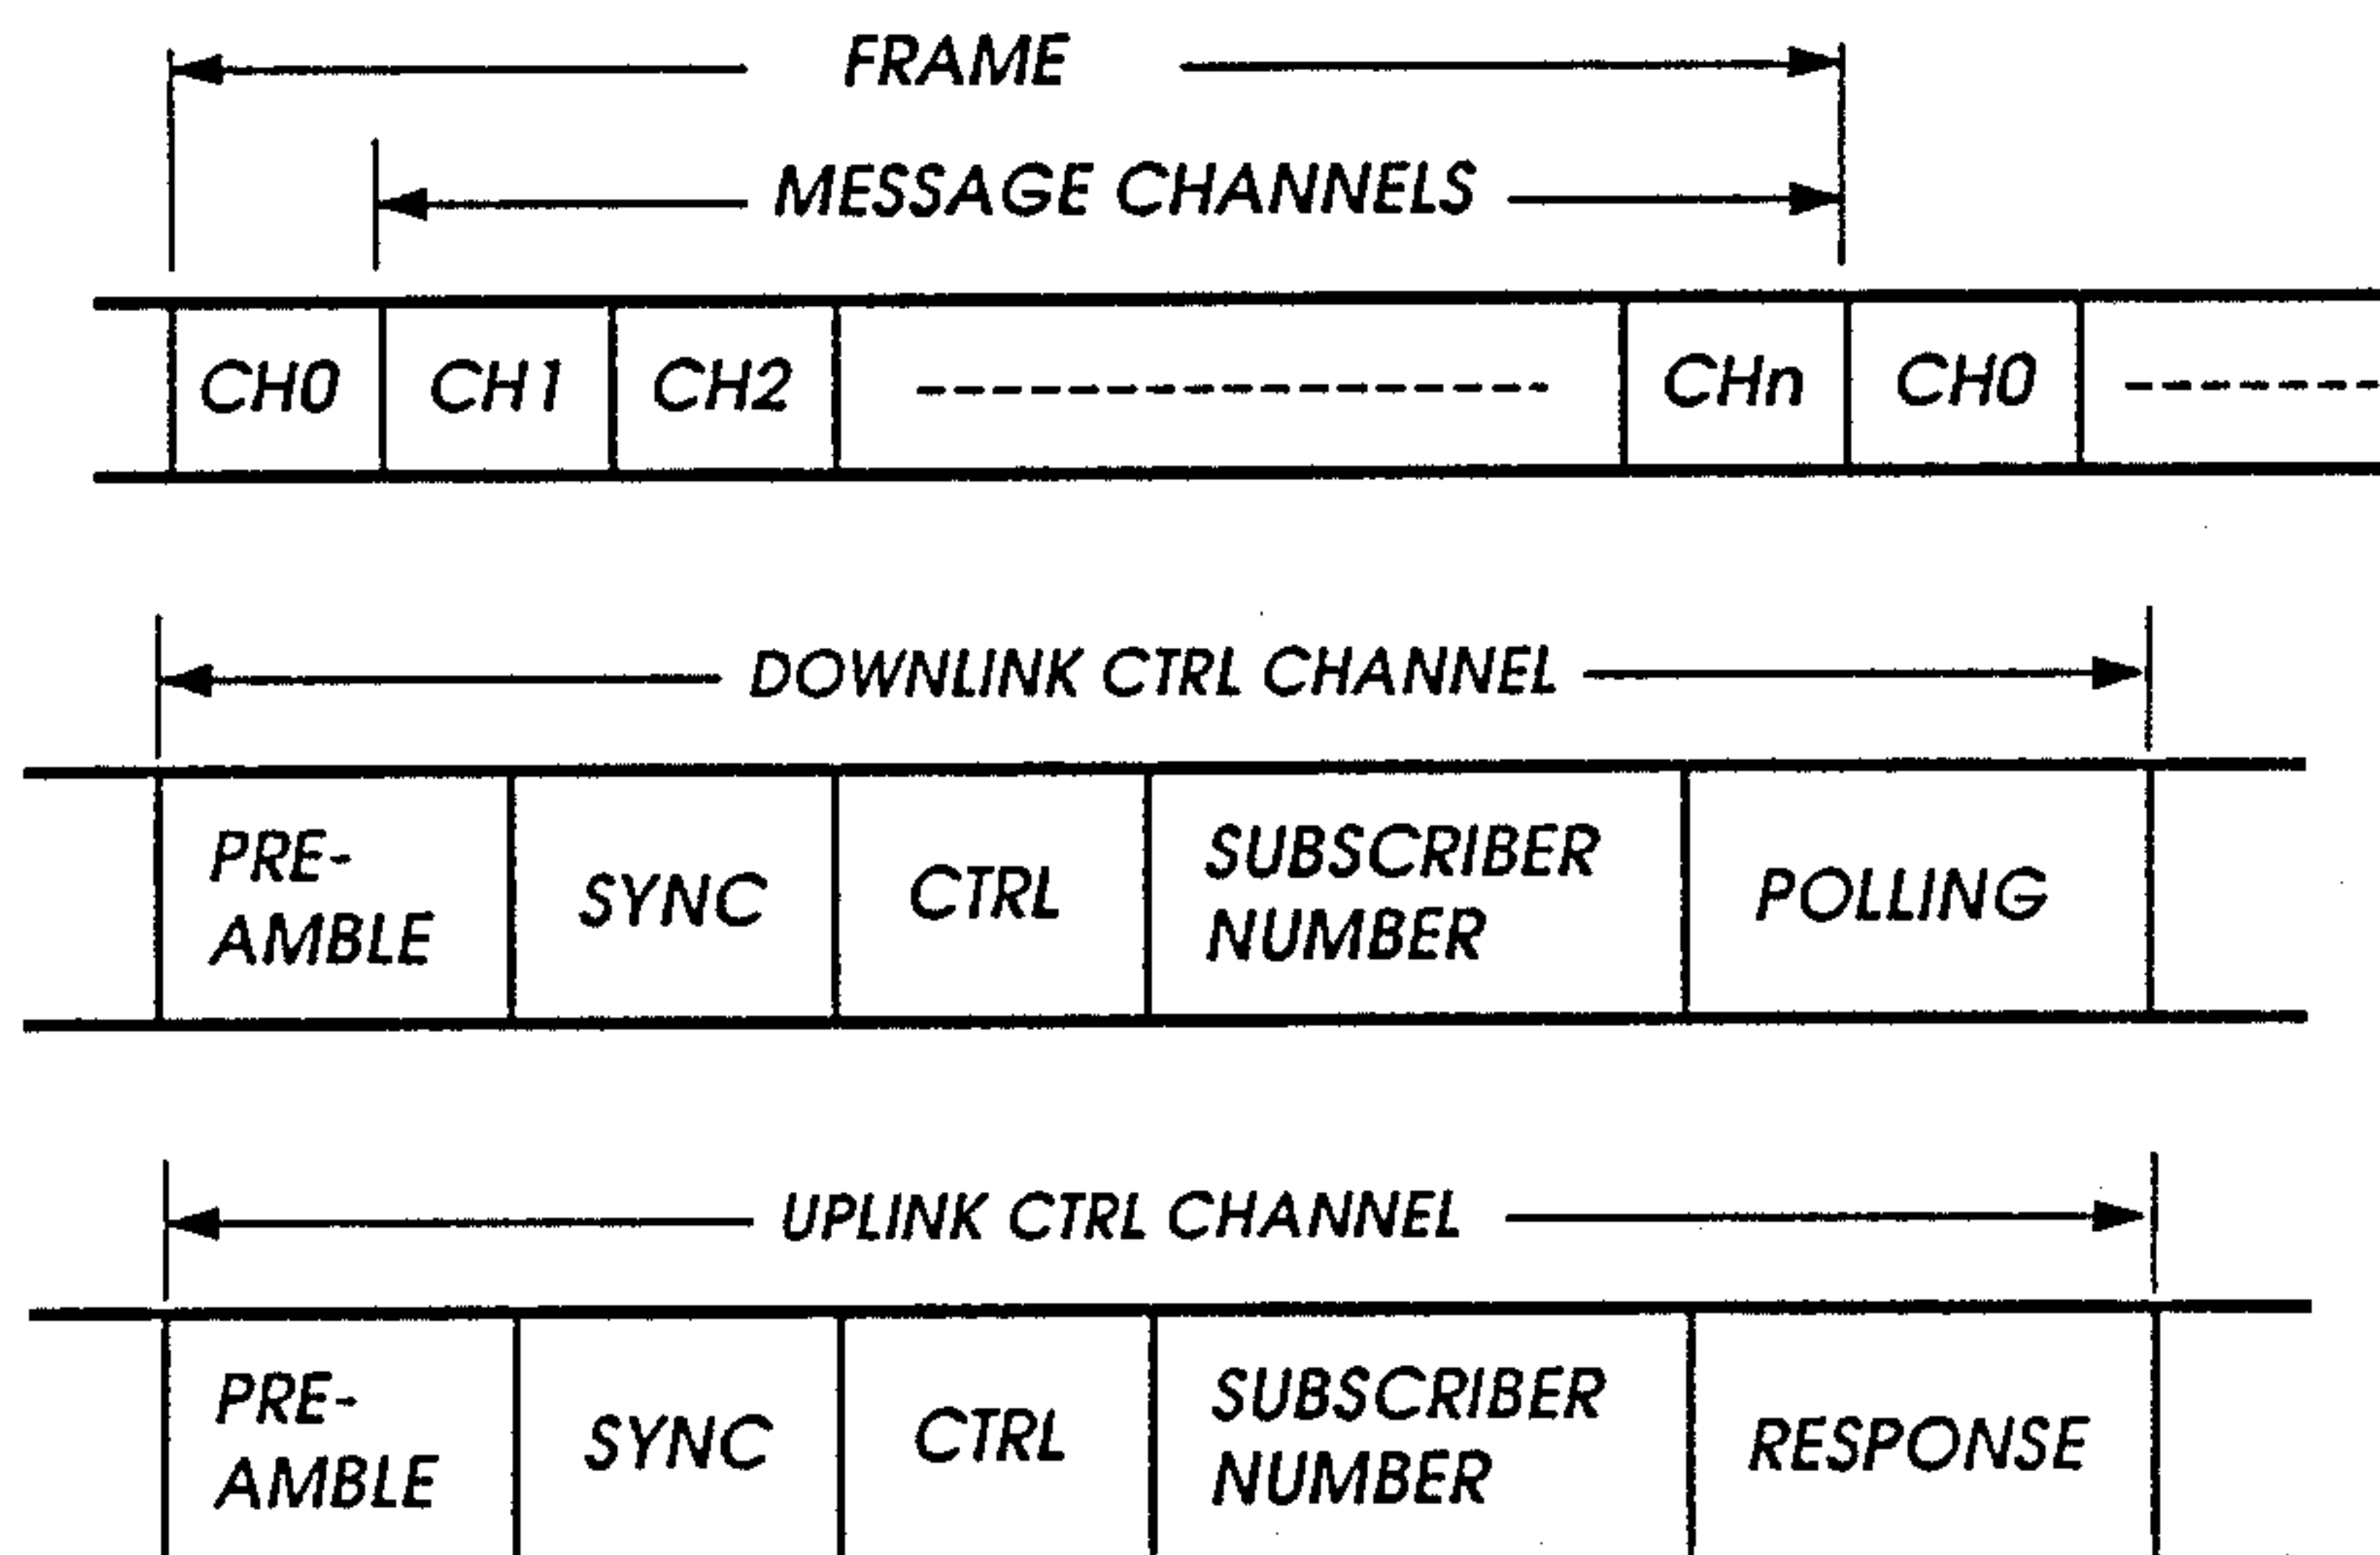 FRAME
MESSAGE CHANNELS
CH0 CH1 CH2 CHn CH0
DOWNLINK CTRL CHANNEL
PRE-
AMBLE
SYNC
CTRL
SUBSCRIBER
NUMBER
POLLING
UPLINK CTRL CHANNEL
PRE-
AMBLE
SYNC
CTRL
SUBSCRIBER
NUMBER
RESPONSE